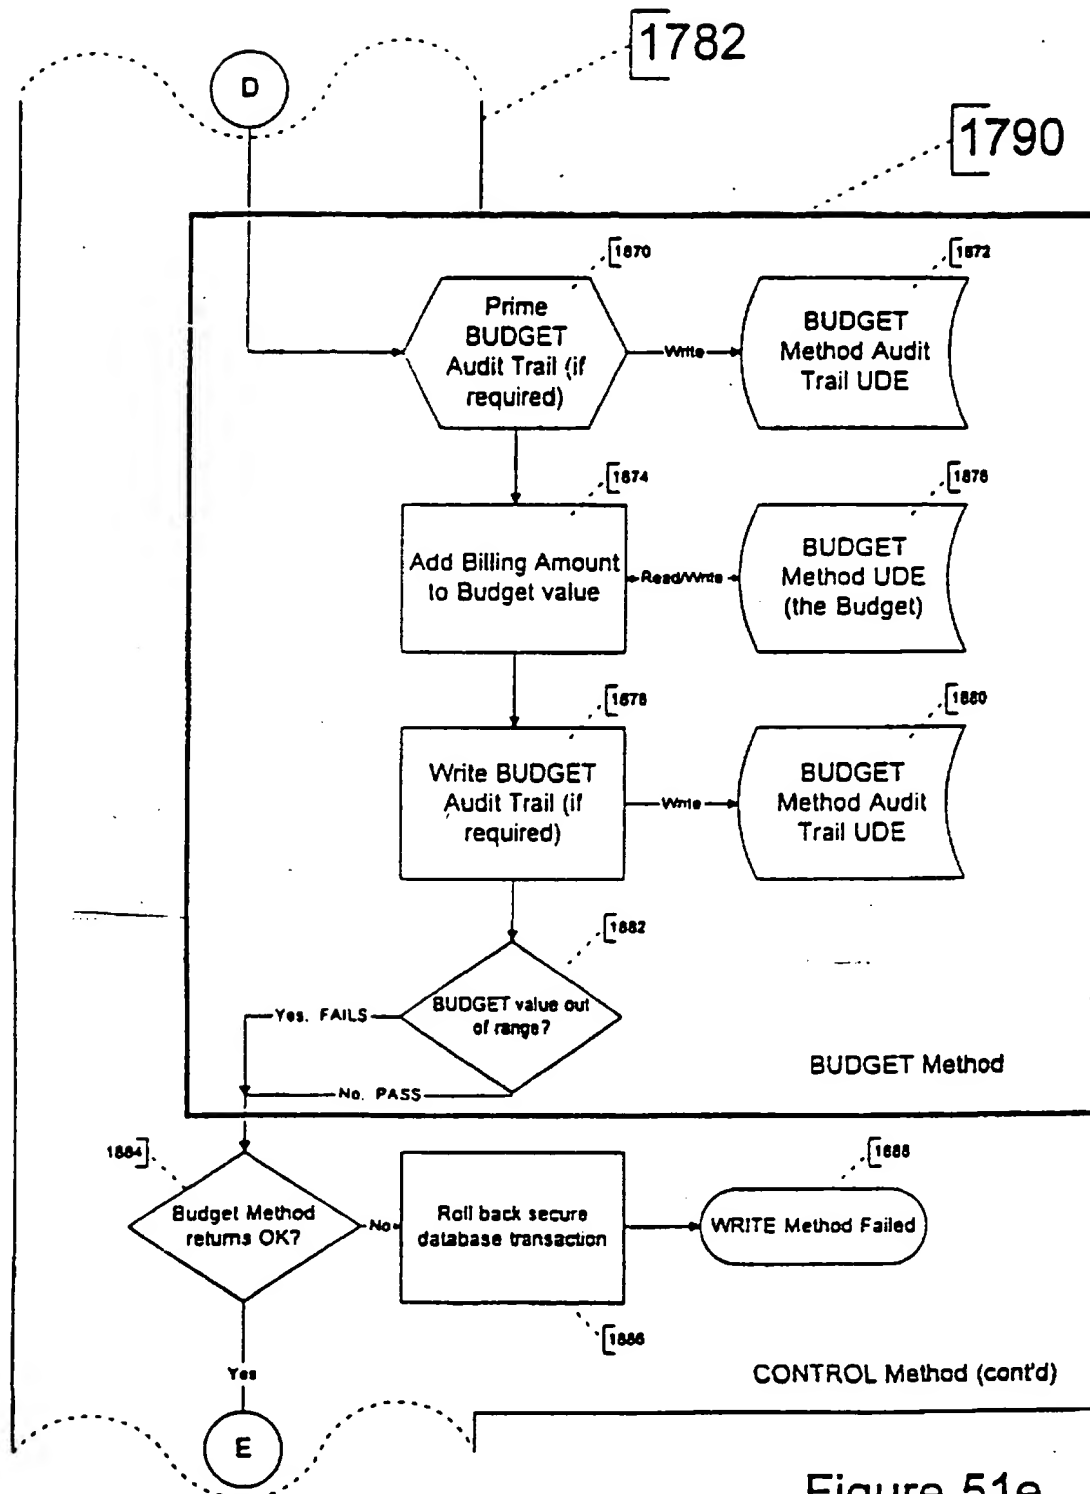 1782
D
1790
1870
1872
Prime
BUDGET
Audit Trail (if
required)
Write
BUDGET
Method Audit
Trail UDE
1874
1876
Add Billing Amount
to Budget value
Read/Write
BUDGET
Method UDE
(the Budget)
1878
1880
Write BUDGET
Audit Trail (if
required)
Write
BUDGET
Method Audit
Trail UDE
1882
BUDGET value out
of range?
Yes. FAILS
No. PASS
BUDGET Method
1884
1888
Budget Method
returns OK?
No
Roll back secure
database transaction
WRITE Method Failed
1886
Yes
CONTROL Method (cont'd)
E
Figure 51e